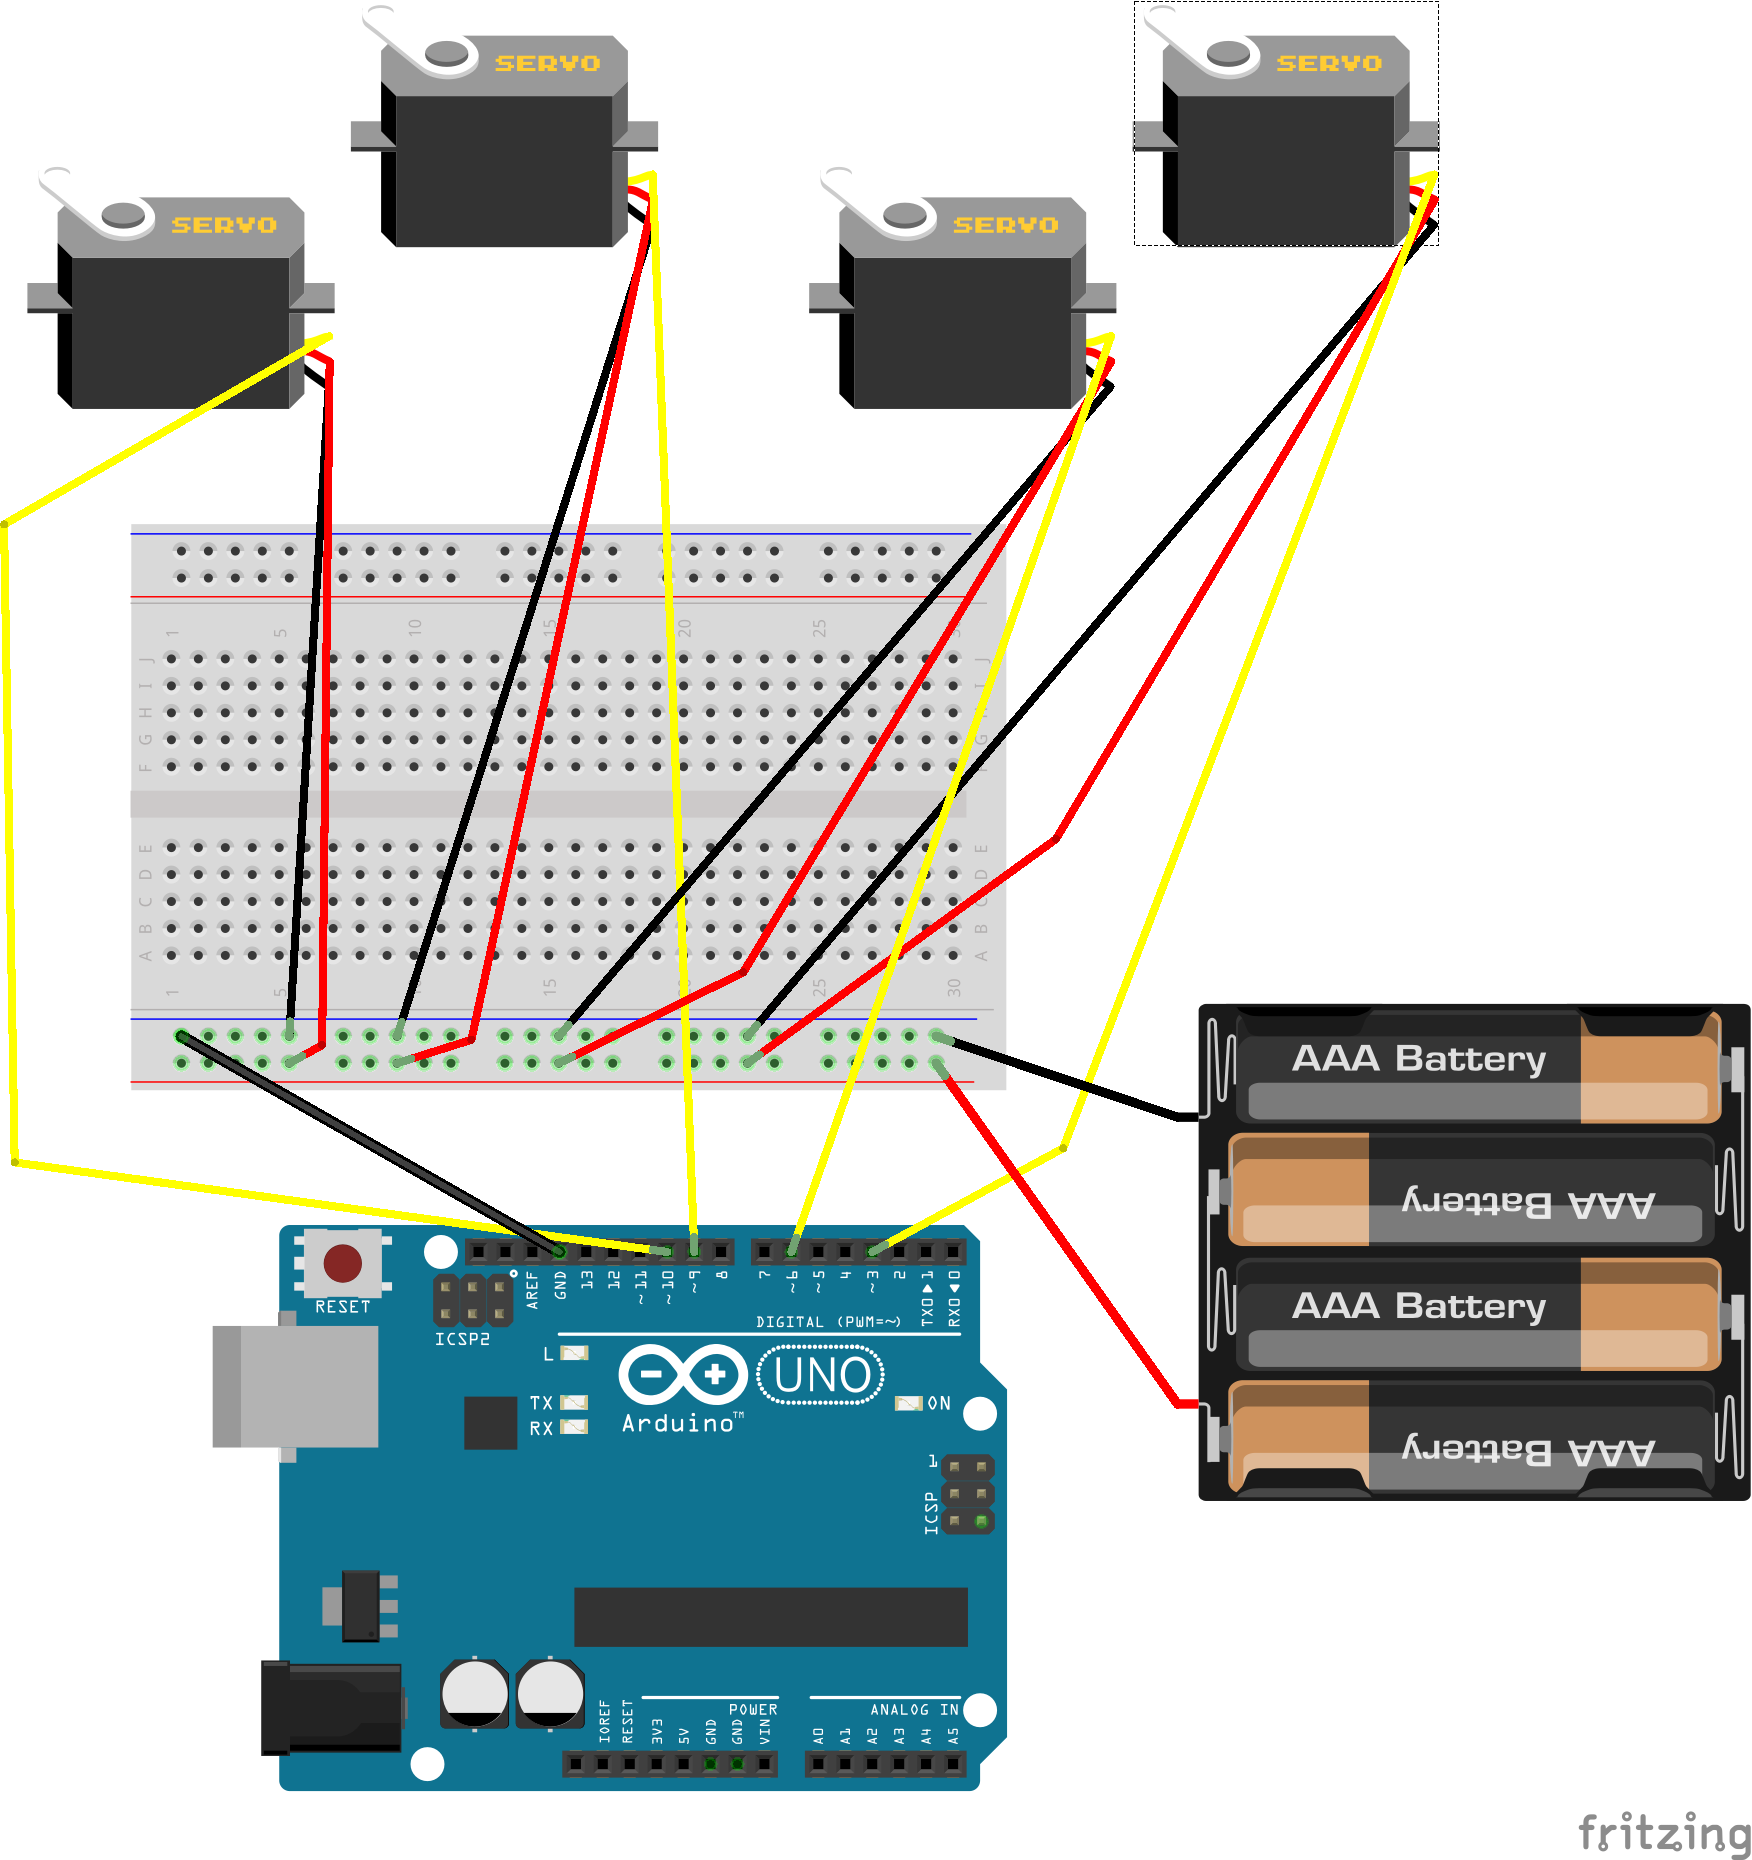 SERVO
SERVO
SERVO
SERVO
1 5 10 15 20 25
J J
I I
H
G G
F
E E
D D
C C
B B
A A
1 5 15 25 30
AAA Battery
AAA Battery
AAA Battery
AAA Battery
RESET
ICSP2
AREF
GND
13
12
~11
~10
~9
8
7
~6
~5
4
~3
2
TX0▶1
RX0◀0
DIGITAL (PWM=~)
L
TX
RX
Arduino™
UNO
ON
1
ICSP
IOREF
RESET
3V3
5V
GND
GND
VIN
POWER
ANALOG IN
A0
A1
A2
A3
A4
A5
fritzing